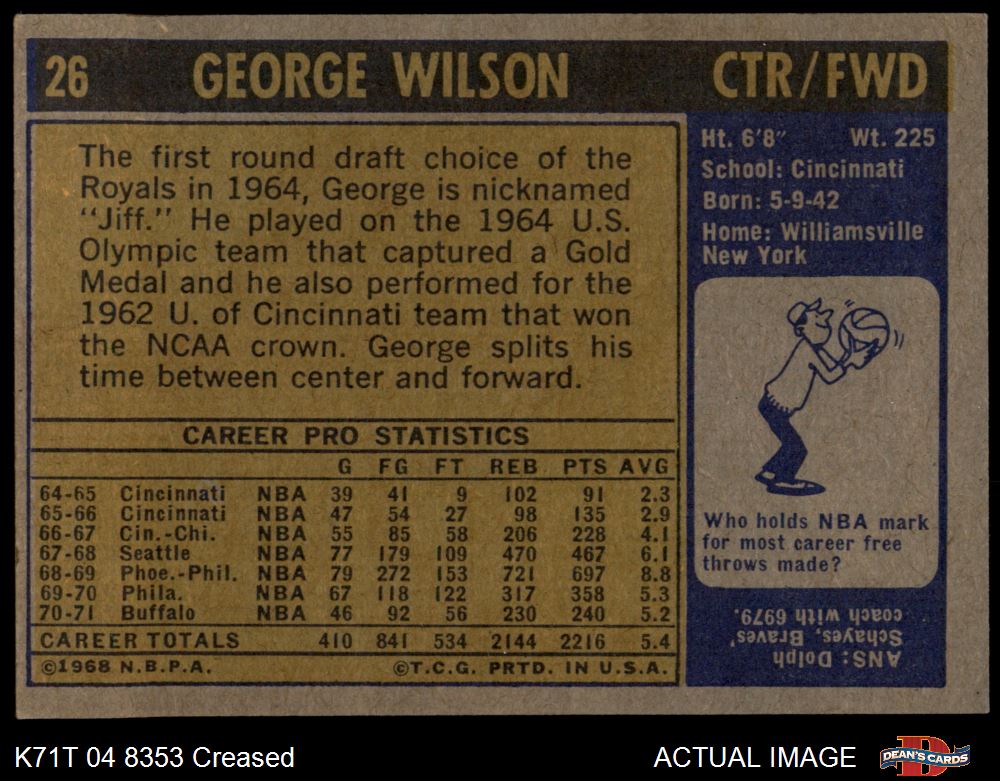 26 GEORGE WILSON CTR/FWD
The first round draft choice of the
Royals in 1964, George is nicknamed
"Jiff." He played on the 1964 U.S.
Olympic team that captured a Gold
Medal and he also performed for the
1962 U. of Cincinnati team that won
the NCAA crown. George splits his
time between center and forward.
Ht. 6'8" Wt. 225
School: Cincinnati
Born: 5-9-42
Home: Williamsville
New York
CAREER PRO STATISTICS
G FG FT REB PTS AVG
64-65 Cincinnati NBA 39 41 9 102 91 2.3
65-66 Cincinnati NBA 47 54 27 98 135 2.9
66-67 Cin.-Chi. NBA 55 85 58 206 228 4.1
67-68 Seattle NBA 77 179 109 470 467 6.1
68-69 Phoe.-Phil. NBA 79 272 153 721 697 8.8
69-70 Phila. NBA 67 118 122 317 358 5.3
70-71 Buffalo NBA 46 92 56 230 240 5.2
CAREER TOTALS 410 841 534 2144 2216 5.4
©1968 N.B.P.A. ©T.C.G. PRTD. IN U.S.A.
Who holds NBA mark
for most career free
throws made?
ANS: Dolph
Schayes, Braves'
coach with 6979.
K71T 04 8353 Creased
ACTUAL IMAGE
D
DEAN'S CARDS